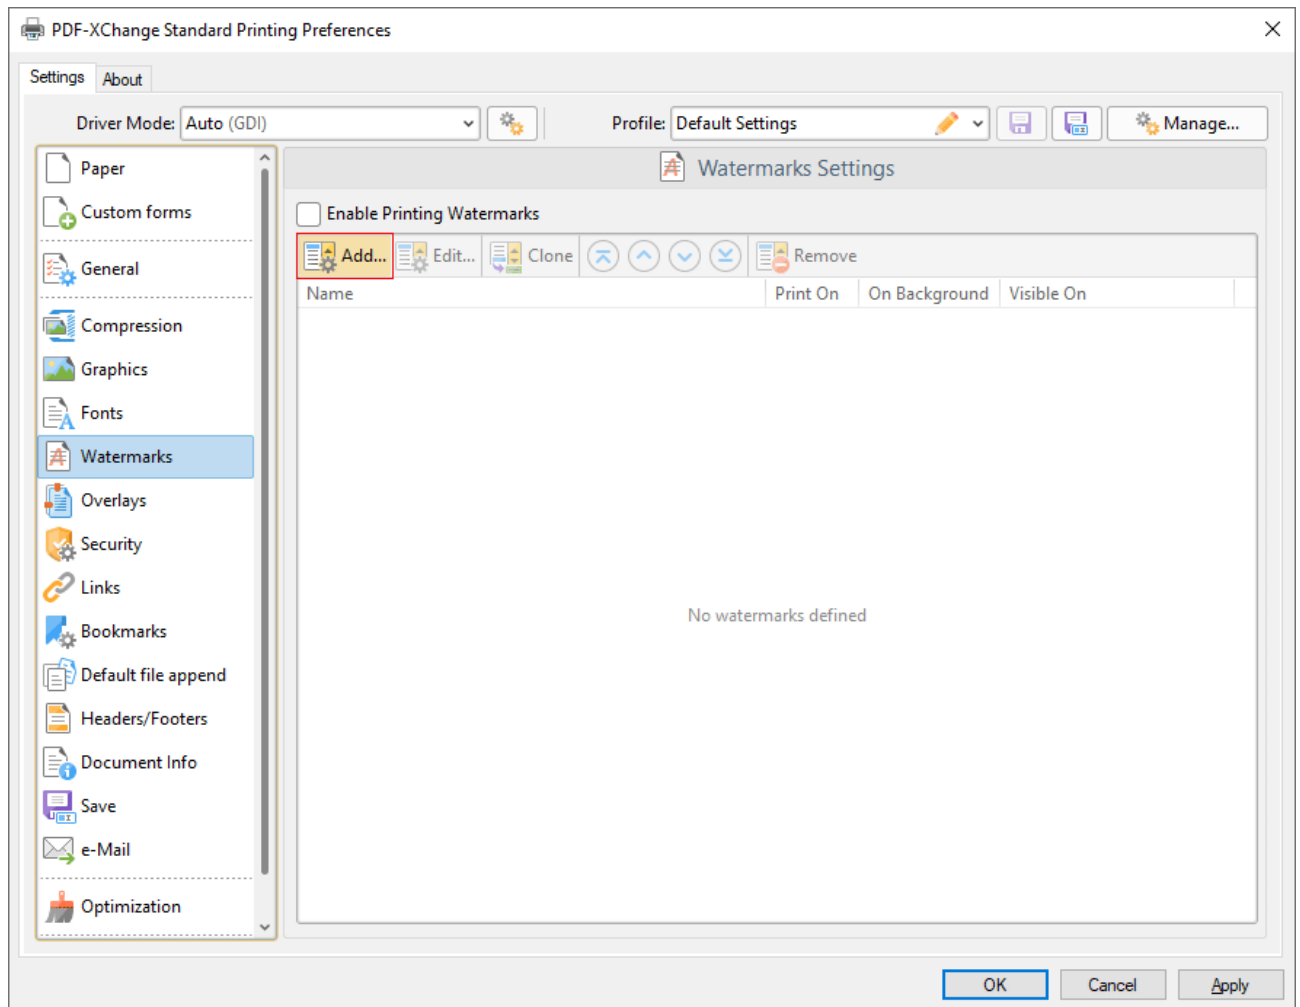 PDF-XChange Standard Printing Preferences
Settings About
Driver Mode: Auto (GDI) Profile: Default Settings Manage...
Paper
Custom forms
General
Compression
Graphics
Fonts
Watermarks
Overlays
Security
Links
Bookmarks
Default file append
Headers/Footers
Document Info
Save
e-Mail
Optimization
Watermarks Settings
Enable Printing Watermarks
Add... Edit... Clone Remove
Name Print On On Background Visible On
No watermarks defined
OK Cancel Apply